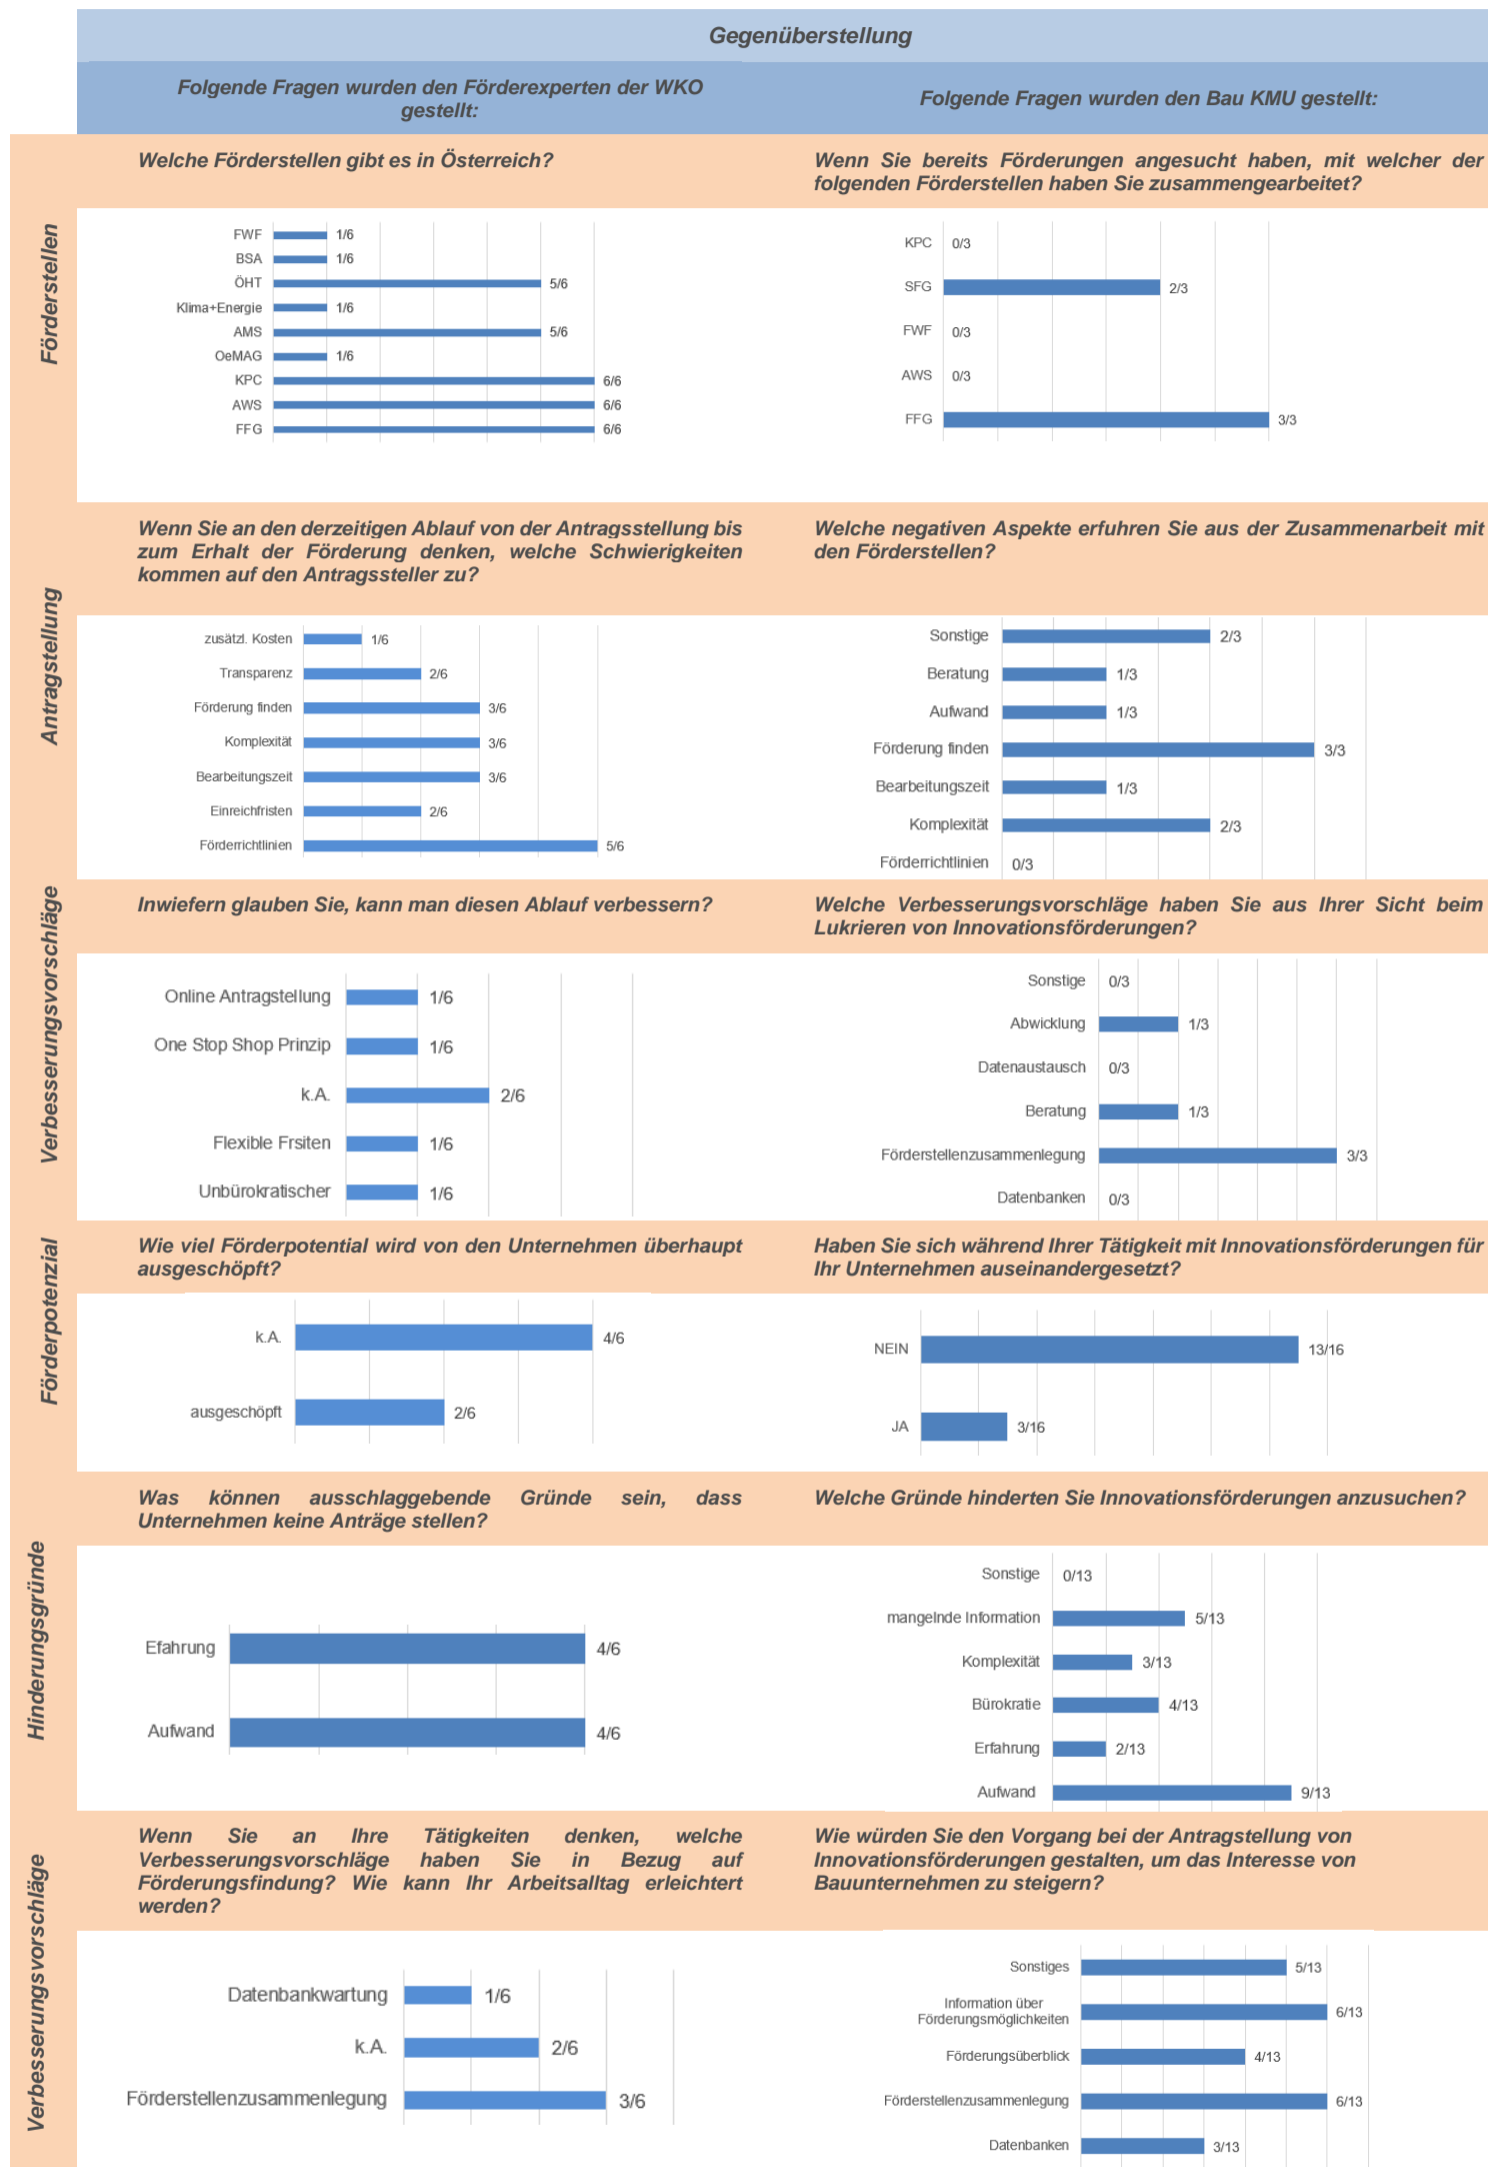 Gegenüberstellung
Folgende Fragen wurden den Förderexperten der WKO
gestellt:
Folgende Fragen wurden den Bau KMU gestellt:
Förderstellen
Welche Förderstellen gibt es in Österreich?
FWF 1/6
BSA 1/6
ÖHT 5/6
Klima+Energie 1/6
AMS 5/6
OeMAG 1/6
KPC 6/6
AWS 6/6
FFG 6/6
Wenn Sie bereits Förderungen angesucht haben, mit welcher der
folgenden Förderstellen haben Sie zusammengearbeitet?
KPC 0/3
SFG 2/3
FWF 0/3
AWS 0/3
FFG 3/3
Antragstellung
Wenn Sie an den derzeitigen Ablauf von der Antragsstellung bis
zum Erhalt der Förderung denken, welche Schwierigkeiten
kommen auf den Antragssteller zu?
zusätzl. Kosten 1/6
Transparenz 2/6
Förderung finden 3/6
Komplexität 3/6
Bearbeitungszeit 3/6
Einreichfristen 2/6
Förderrichtlinien 5/6
Welche negativen Aspekte erfuhren Sie aus der Zusammenarbeit mit
den Förderstellen?
Sonstige 2/3
Beratung 1/3
Aufwand 1/3
Förderung finden 3/3
Bearbeitungszeit 1/3
Komplexität 2/3
Förderrichtlinien 0/3
Verbesserungsvorschläge
Inwiefern glauben Sie, kann man diesen Ablauf verbessern?
Online Antragstellung 1/6
One Stop Shop Prinzip 1/6
k.A. 2/6
Flexible Frsiten 1/6
Unbürokratischer 1/6
Welche Verbesserungsvorschläge haben Sie aus Ihrer Sicht beim
Lukrieren von Innovationsförderungen?
Sonstige 0/3
Abwicklung 1/3
Datenaustausch 0/3
Beratung 1/3
Förderstellenzusammenlegung 3/3
Datenbanken 0/3
Förderpotenzial
Wie viel Förderpotential wird von den Unternehmen überhaupt
ausgeschöpft?
k.A. 4/6
ausgeschöpft 2/6
Haben Sie sich während Ihrer Tätigkeit mit Innovationsförderungen für
Ihr Unternehmen auseinandergesetzt?
NEIN 13/16
JA 3/16
Hinderungsgründe
Was können ausschlaggebende Gründe sein, dass
Unternehmen keine Anträge stellen?
Efahrung 4/6
Aufwand 4/6
Welche Gründe hinderten Sie Innovationsförderungen anzusuchen?
Sonstige 0/13
mangelnde Information 5/13
Komplexität 3/13
Bürokratie 4/13
Erfahrung 2/13
Aufwand 9/13
Verbesserungsvorschläge
Wenn Sie an Ihre Tätigkeiten denken, welche
Verbesserungsvorschläge haben Sie in Bezug auf
Förderungsfindung? Wie kann Ihr Arbeitsalltag erleichtert
werden?
Datenbankwartung 1/6
k.A. 2/6
Förderstellenzusammenlegung 3/6
Wie würden Sie den Vorgang bei der Antragstellung von
Innovationsförderungen gestalten, um das Interesse von
Bauunternehmen zu steigern?
Sonstiges 5/13
Information über
Förderungsmöglichkeiten 6/13
Förderungsüberblick 4/13
Förderstellenzusammenlegung 6/13
Datenbanken 3/13